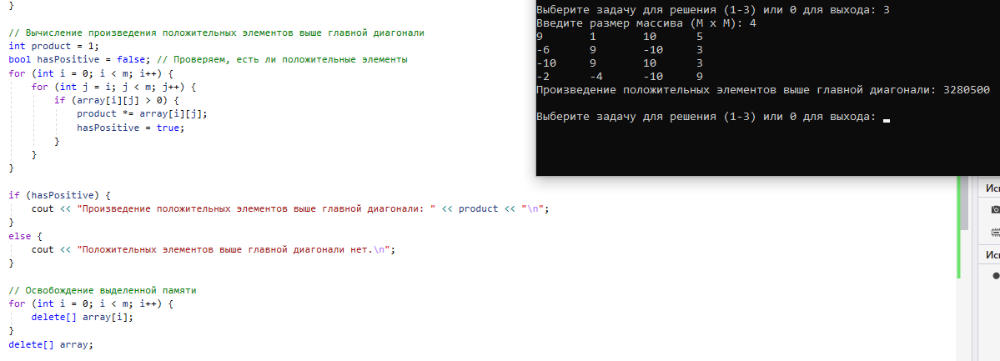 }
// Вычисление произведения положительных элементов выше главной диагонали
int product = 1;
bool hasPositive = false; // Проверяем, есть ли положительные элементы
for (int i = 0; i < m; i++) {
for (int j = i; j < m; j++) {
if (array[i][j] > 0) {
product *= array[i][j];
hasPositive = true;
}
}
}
if (hasPositive) {
cout << "Произведение положительных элементов выше главной диагонали: " << product << "\n";
}
else {
cout << "Положительных элементов выше главной диагонали нет.\n";
}
// Освобождение выделенной памяти
for (int i = 0; i < m; i++) {
delete[] array[i];
}
delete[] array;
Выберите задачу для решения (1-3) или 0 для выхода: 3
Введите размер массива (M x M): 4
9 1 10 5
-6 9 -10 3
-10 9 10 3
-2 -4 -10 9
Произведение положительных элементов выше главной диагонали: 3280500
Выберите задачу для решения (1-3) или 0 для выхода: